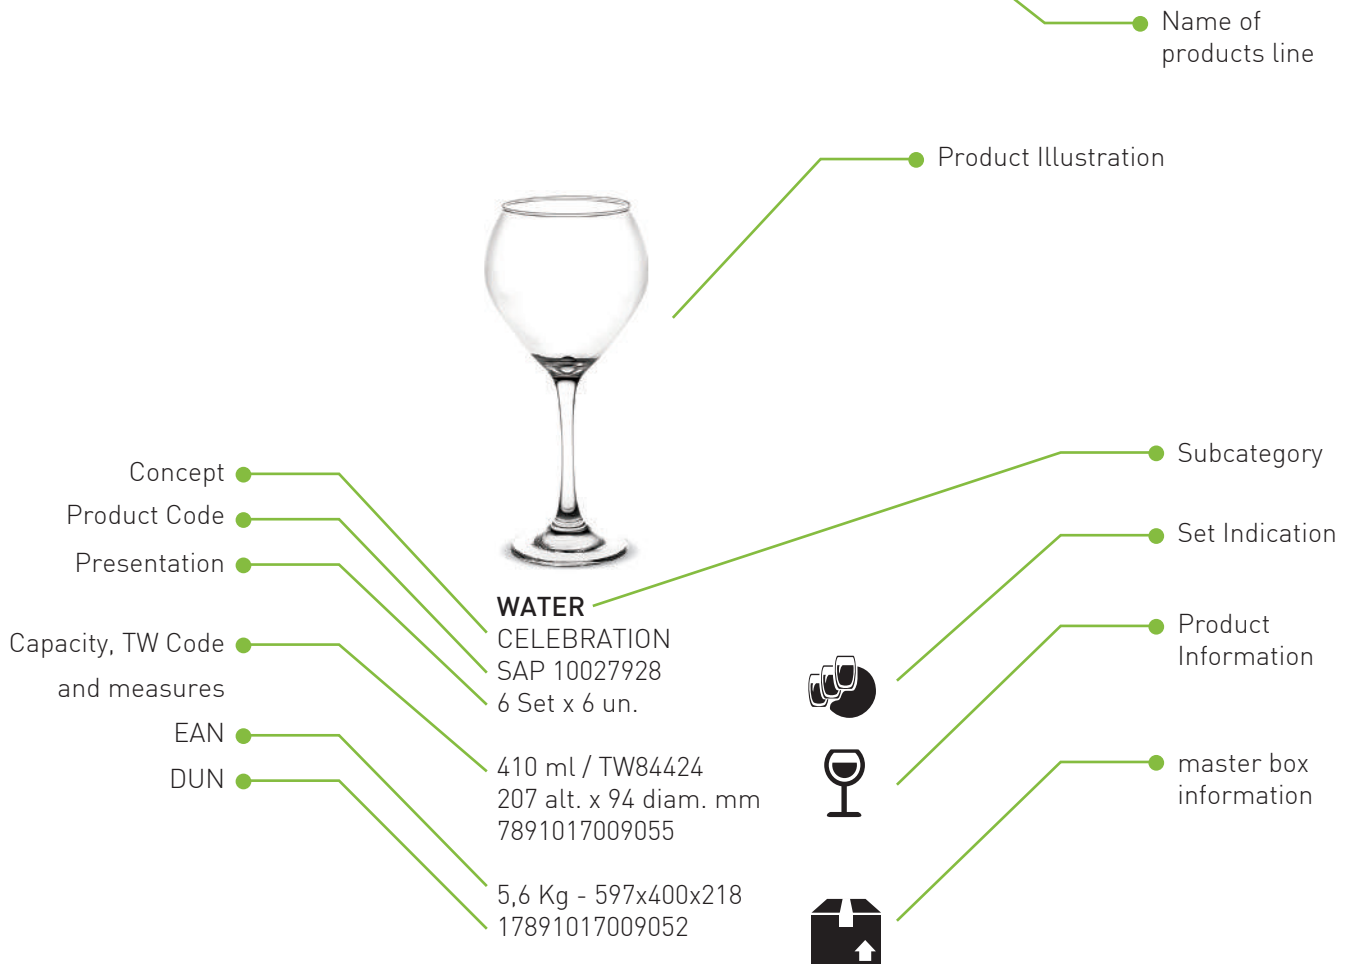 Name of
products line
Product Illustration
Concept
Product Code
Presentation
Capacity, TW Code
and measures
EAN
DUN
WATER
CELEBRATION
SAP 10027928
6 Set x 6 un.
410 ml / TW84424
207 alt. x 94 diam. mm
7891017009055
5,6 Kg - 597x400x218
17891017009052
Subcategory
Set Indication
Product
Information
master box
information